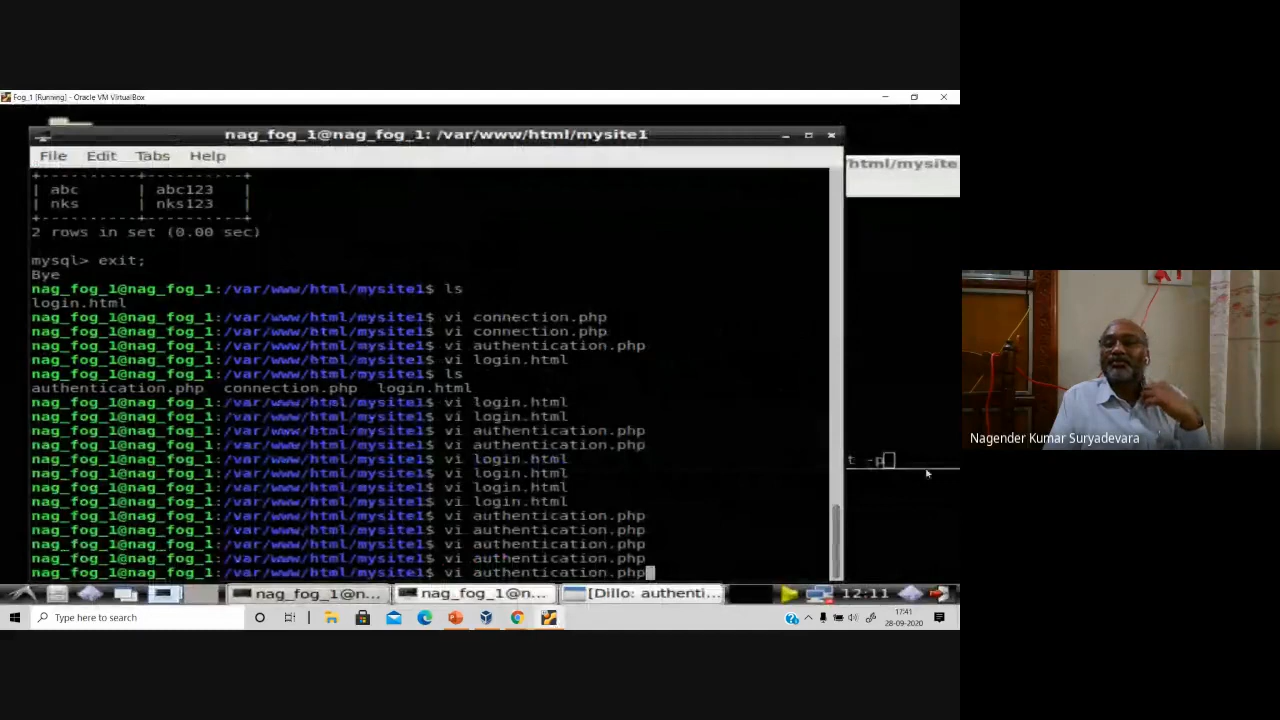 Fog_1 [Running] - Oracle VM VirtualBox
nag_fog_1@nag_fog_1: /var/www/html/mysite1
File Edit Tabs Help
html/mysite
+----------+----------+
| abc | abc123 |
| nks | nks123 |
+----------+----------+
2 rows in set (0.00 sec)
mysql> exit;
Bye
nag_fog_1@nag_fog_1:/var/www/html/mysite1$ ls
login.html
nag_fog_1@nag_fog_1:/var/www/html/mysite1$ vi connection.php
nag_fog_1@nag_fog_1:/var/www/html/mysite1$ vi connection.php
nag_fog_1@nag_fog_1:/var/www/html/mysite1$ vi authentication.php
nag_fog_1@nag_fog_1:/var/www/html/mysite1$ vi login.html
nag_fog_1@nag_fog_1:/var/www/html/mysite1$ ls
authentication.php connection.php login.html
nag_fog_1@nag_fog_1:/var/www/html/mysite1$ vi login.html
nag_fog_1@nag_fog_1:/var/www/html/mysite1$ vi login.html
nag_fog_1@nag_fog_1:/var/www/html/mysite1$ vi authentication.php
nag_fog_1@nag_fog_1:/var/www/html/mysite1$ vi authentication.php
nag_fog_1@nag_fog_1:/var/www/html/mysite1$ vi login.html
nag_fog_1@nag_fog_1:/var/www/html/mysite1$ vi login.html
nag_fog_1@nag_fog_1:/var/www/html/mysite1$ vi login.html
nag_fog_1@nag_fog_1:/var/www/html/mysite1$ vi login.html
nag_fog_1@nag_fog_1:/var/www/html/mysite1$ vi authentication.php
nag_fog_1@nag_fog_1:/var/www/html/mysite1$ vi authentication.php
nag_fog_1@nag_fog_1:/var/www/html/mysite1$ vi authentication.php
nag_fog_1@nag_fog_1:/var/www/html/mysite1$ vi authentication.php
nag_fog_1@nag_fog_1:/var/www/html/mysite1$ vi authentication.php
t -p
nag_fog_1@n... nag_fog_1@n... [Dillo: authenti... 12:11
Type here to search
17:41
28-09-2020
Nagender Kumar Suryadevara